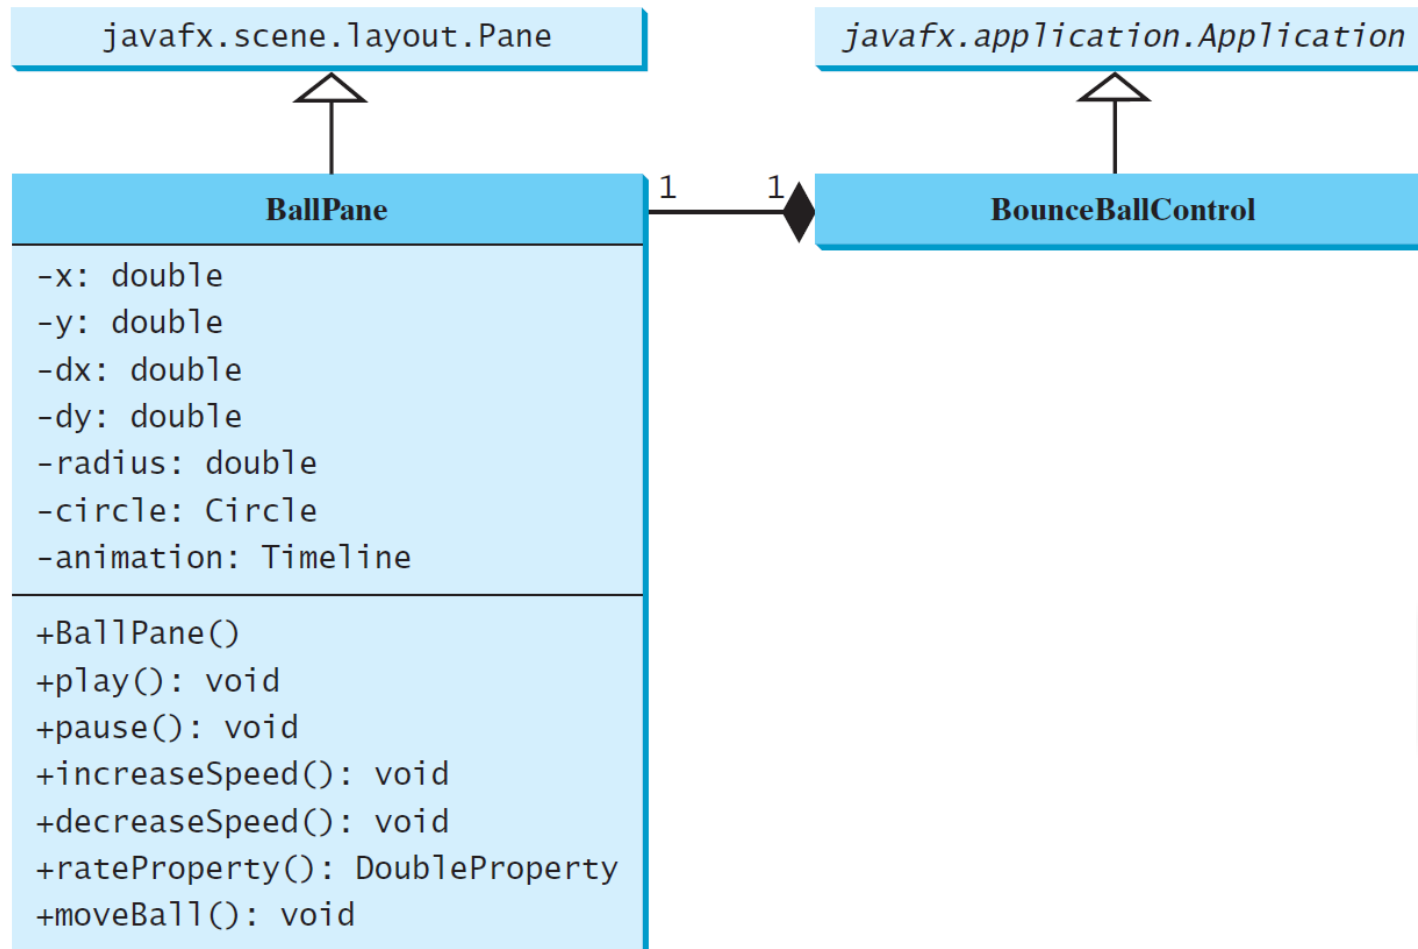 javafx.scene.layout.Pane
javafx.application.Application
BallPane
1
1
BounceBallControl
-x: double
-y: double
-dx: double
-dy: double
-radius: double
-circle: Circle
-animation: Timeline
+BallPane()
+play(): void
+pause(): void
+increaseSpeed(): void
+decreaseSpeed(): void
+rateProperty(): DoubleProperty
+moveBall(): void